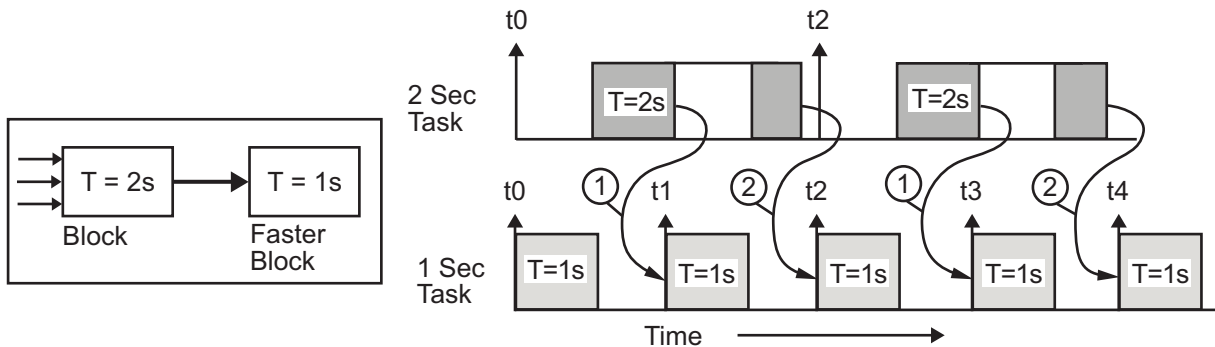 T = 2s
T = 1s
Block
Faster
Block
t0
t2
2 Sec
Task
T=2s
T=2s
t0
1
t1
2
t2
1
t3
2
t4
1 Sec
Task
T=1s
T=1s
T=1s
T=1s
T=1s
Time